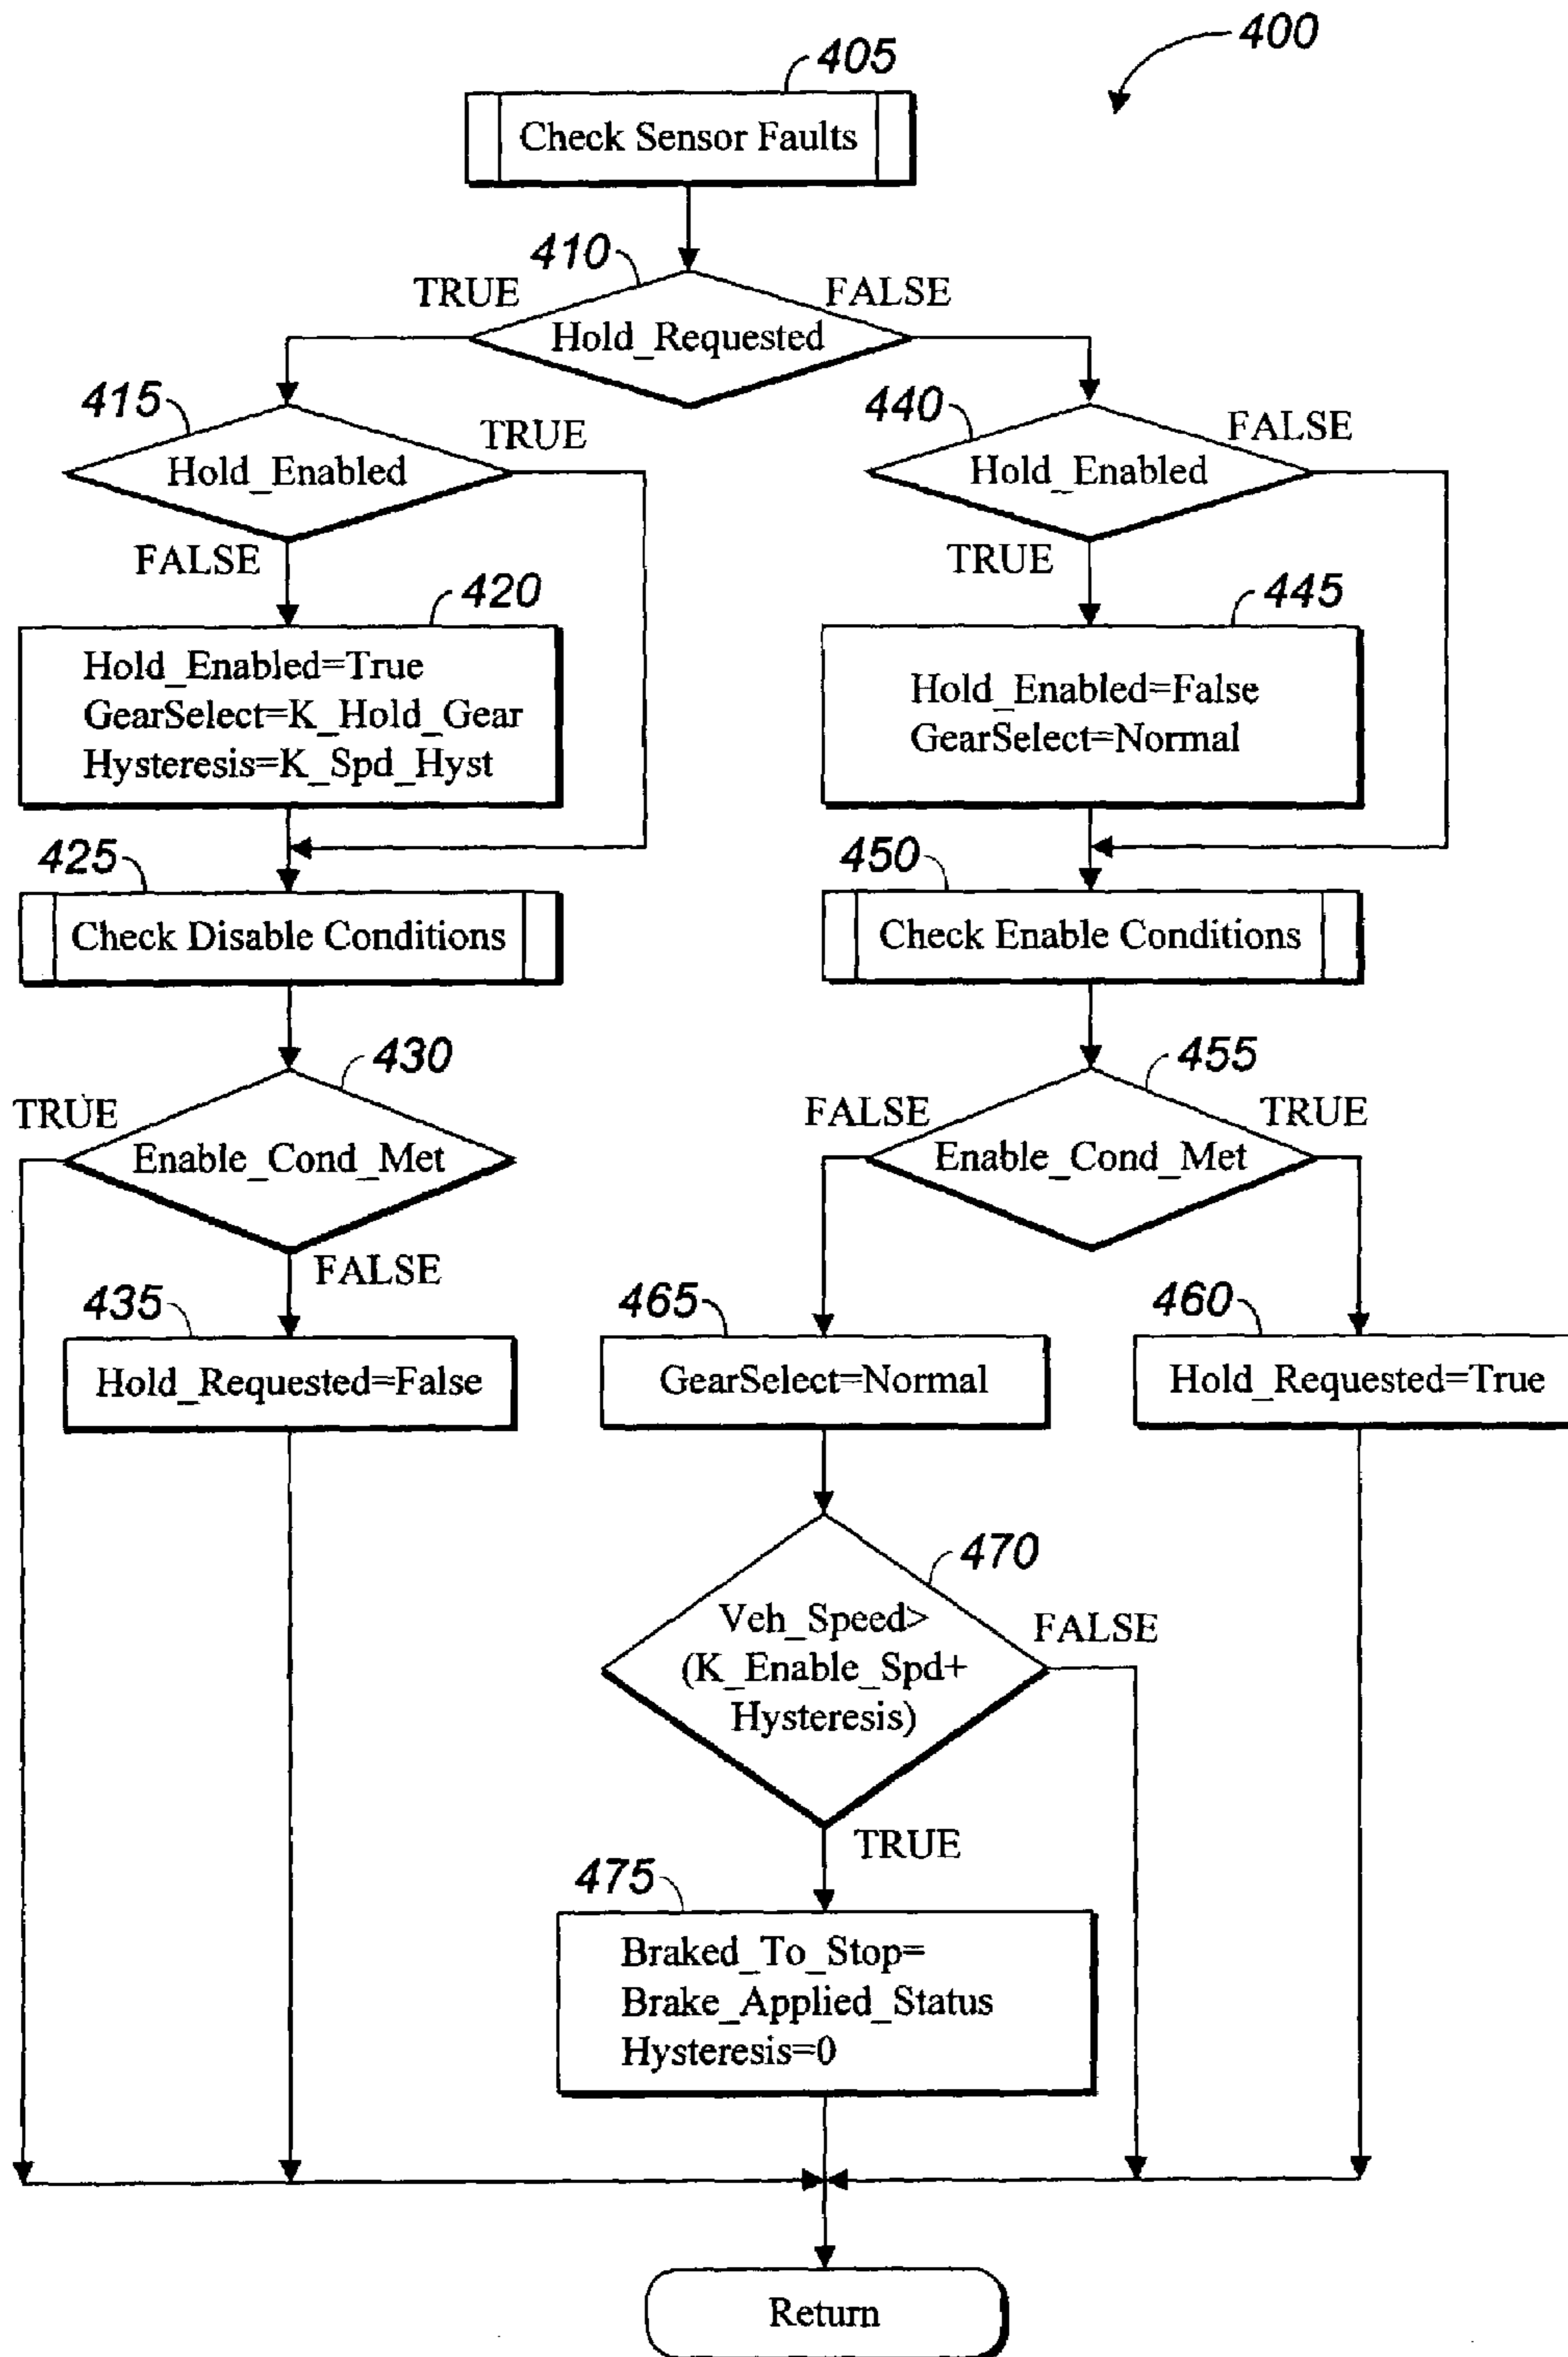 400
405
Check Sensor Faults
410
TRUE
FALSE
Hold_Requested
415
TRUE
440
FALSE
Hold_Enabled
Hold_Enabled
FALSE
TRUE
420
445
Hold_Enabled=True
GearSelect=K_Hold_Gear
Hysteresis=K_Spd_Hyst
Hold_Enabled=False
GearSelect=Normal
425
450
Check Disable Conditions
Check Enable Conditions
430
455
TRUE
FALSE
TRUE
Enable_Cond_Met
Enable_Cond_Met
FALSE
435
465
460
Hold_Requested=False
GearSelect=Normal
Hold_Requested=True
470
Veh_Speed>
(K_Enable_Spd+
Hysteresis)
FALSE
TRUE
475
Braked_To_Stop=
Brake_Applied_Status
Hysteresis=0
Return